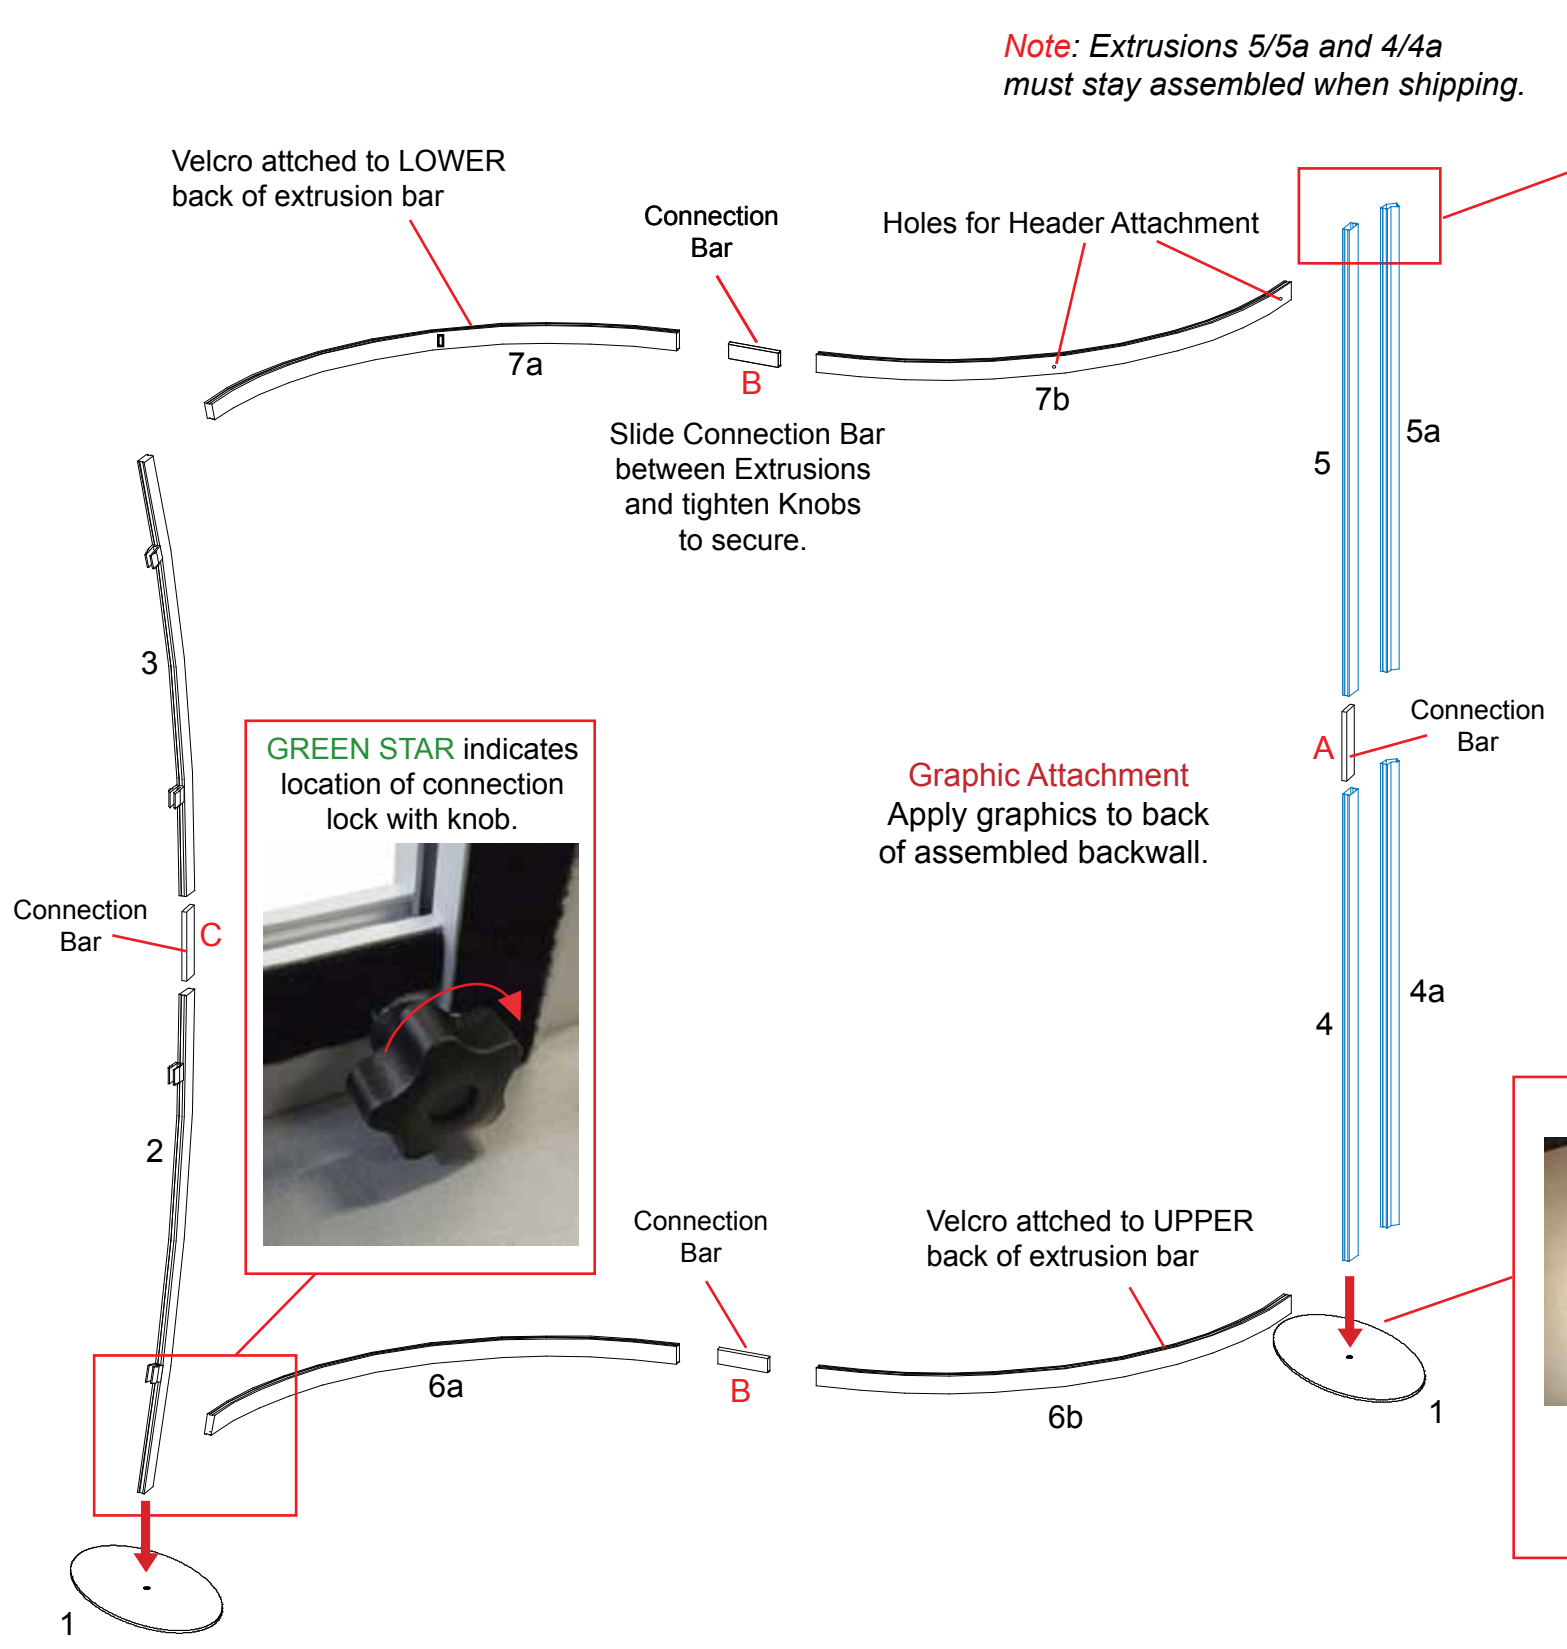 Note: Extrusions 5/5a and 4/4a
must stay assembled when shipping.
Velcro attched to LOWER
back of extrusion bar
Connection
Bar
Holes for Header Attachment
7a
B
7b
5
5a
Slide Connection Bar
between Extrusions
and tighten Knobs
to secure.
3
GREEN STAR indicates
location of connection
lock with knob.
Connection
Bar
A
Graphic Attachment
Apply graphics to back
of assembled backwall.
Connection
Bar
C
4
4a
2
Connection
Bar
Velcro attched to UPPER
back of extrusion bar
6a
B
6b
1
1